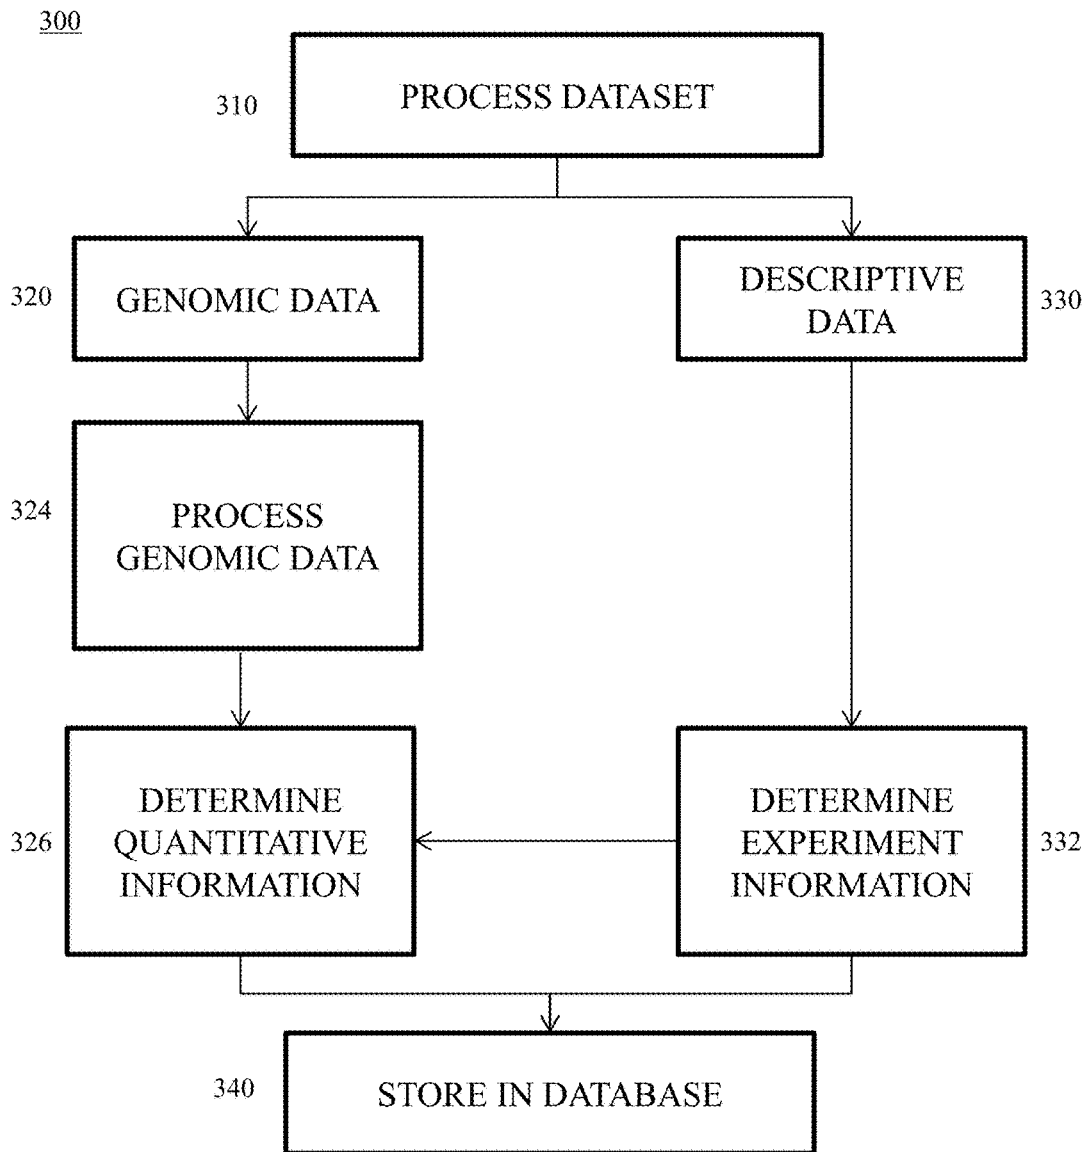 300
310
PROCESS DATASET
320
GENOMIC DATA
DESCRIPTIVE
DATA
330
324
PROCESS
GENOMIC DATA
326
DETERMINE
QUANTITATIVE
INFORMATION
DETERMINE
EXPERIMENT
INFORMATION
332
340
STORE IN DATABASE